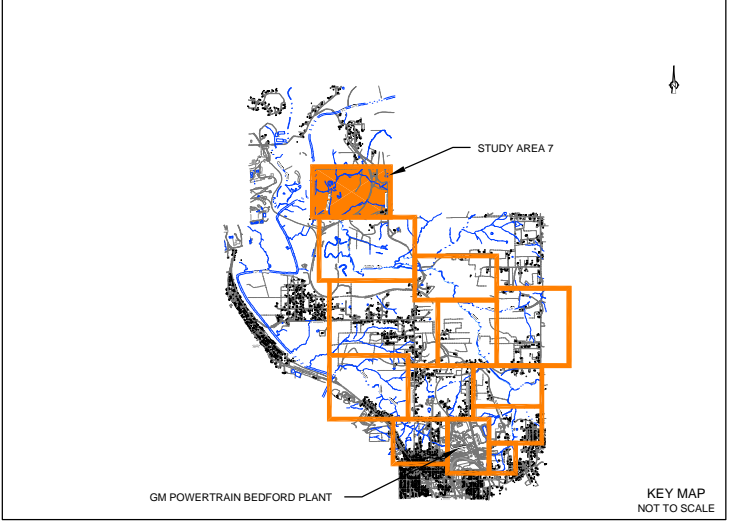 STUDY AREA 7
GM POWERTRAIN BEDFORD PLANT
KEY MAP
NOT TO SCALE